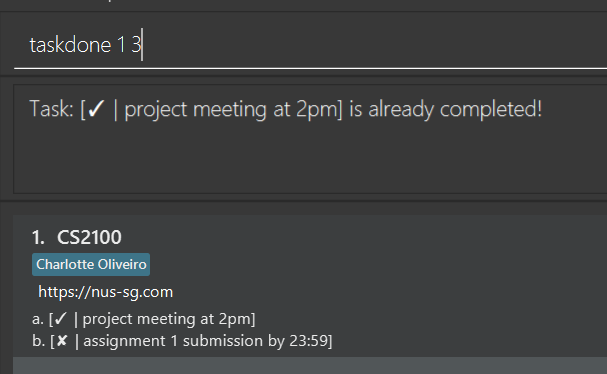 taskdone 1 3
Task: [✓ | project meeting at 2pm] is already completed!
1. CS2100
Charlotte Oliveiro
https://nus-sg.com
a. [✓ | project meeting at 2pm]
b. [✘ | assignment 1 submission by 23:59]